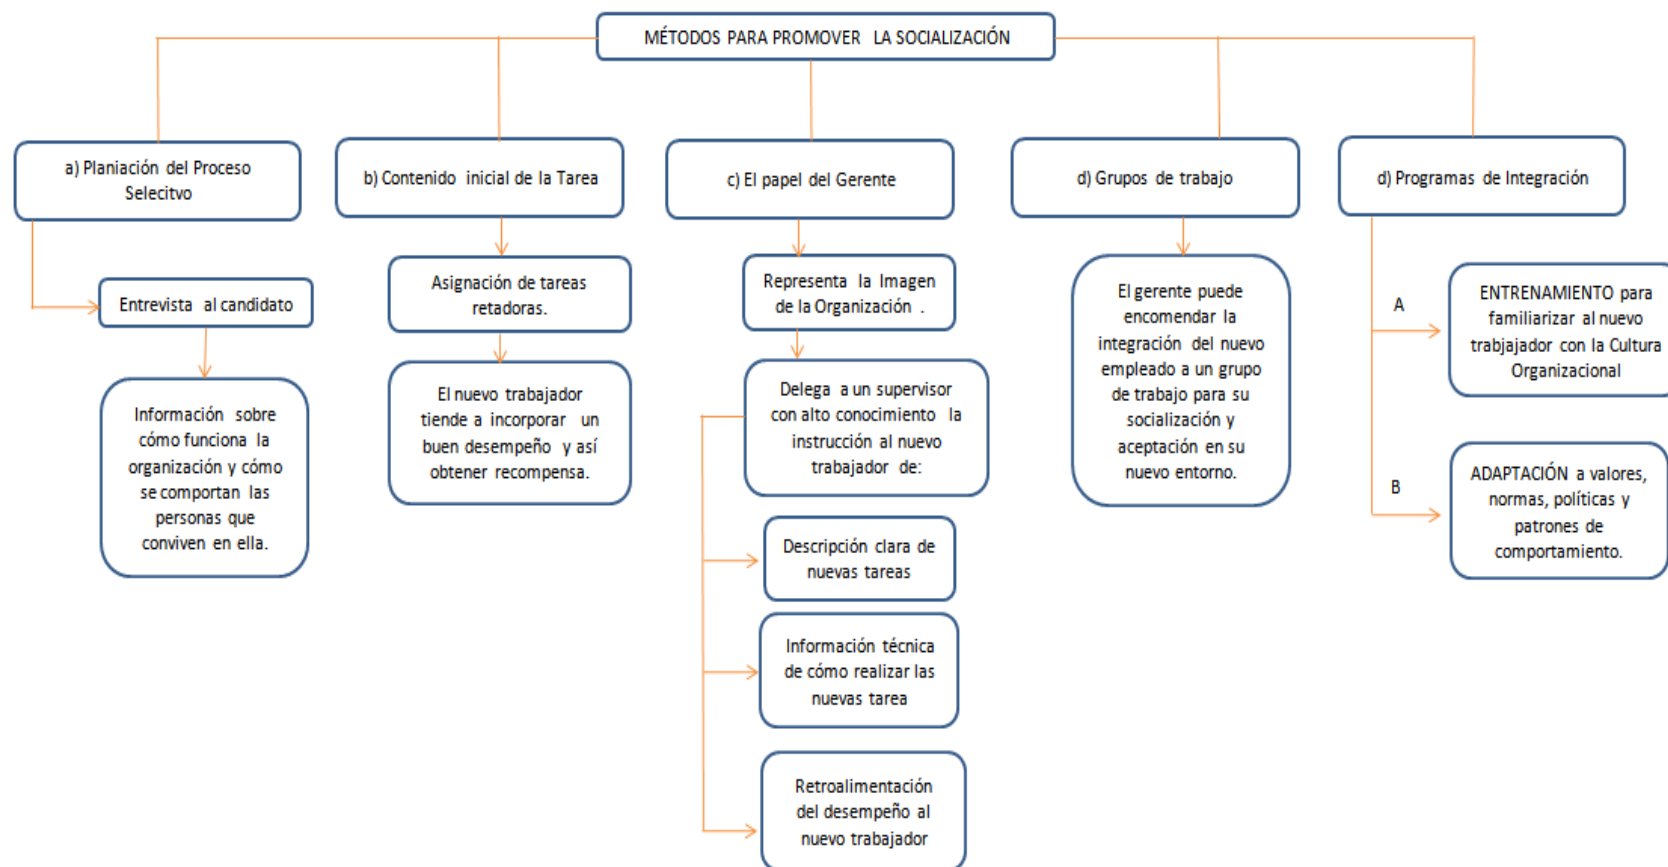 MÉTODOS PARA PROMOVER LA SOCIALIZACIÓN
a) Planiación del Proceso
Selecitvo
Entrevista al candidato
Información sobre
cómo funciona la
organización y cómo
se comportan las
personas que
conviven en ella.
b) Contenido inicial de la Tarea
Asignación de tareas
retadoras.
El nuevo trabajador
tiende a incorporar un
buen desempeño y así
obtener recompensa.
c) El papel del Gerente
Representa la Imagen
de la Organización .
Delega a un supervisor
con alto conocimiento la
instrucción al nuevo
trabajador de:
Descripción clara de
nuevas tareas
Información técnica
de cómo realizar las
nuevas tarea
Retroalimentación
del desempeño al
nuevo trabajador
d) Grupos de trabajo
El gerente puede
encomendar la
integración del nuevo
empleado a un grupo
de trabajo para su
socialización y
aceptación en su
nuevo entorno.
d) Programas de Integración
A
ENTRENAMIENTO para
familiarizar al nuevo
trabjajador con la Cultura
Organizacional
B
ADAPTACIÓN a valores,
normas, políticas y
patrones de
comportamiento.